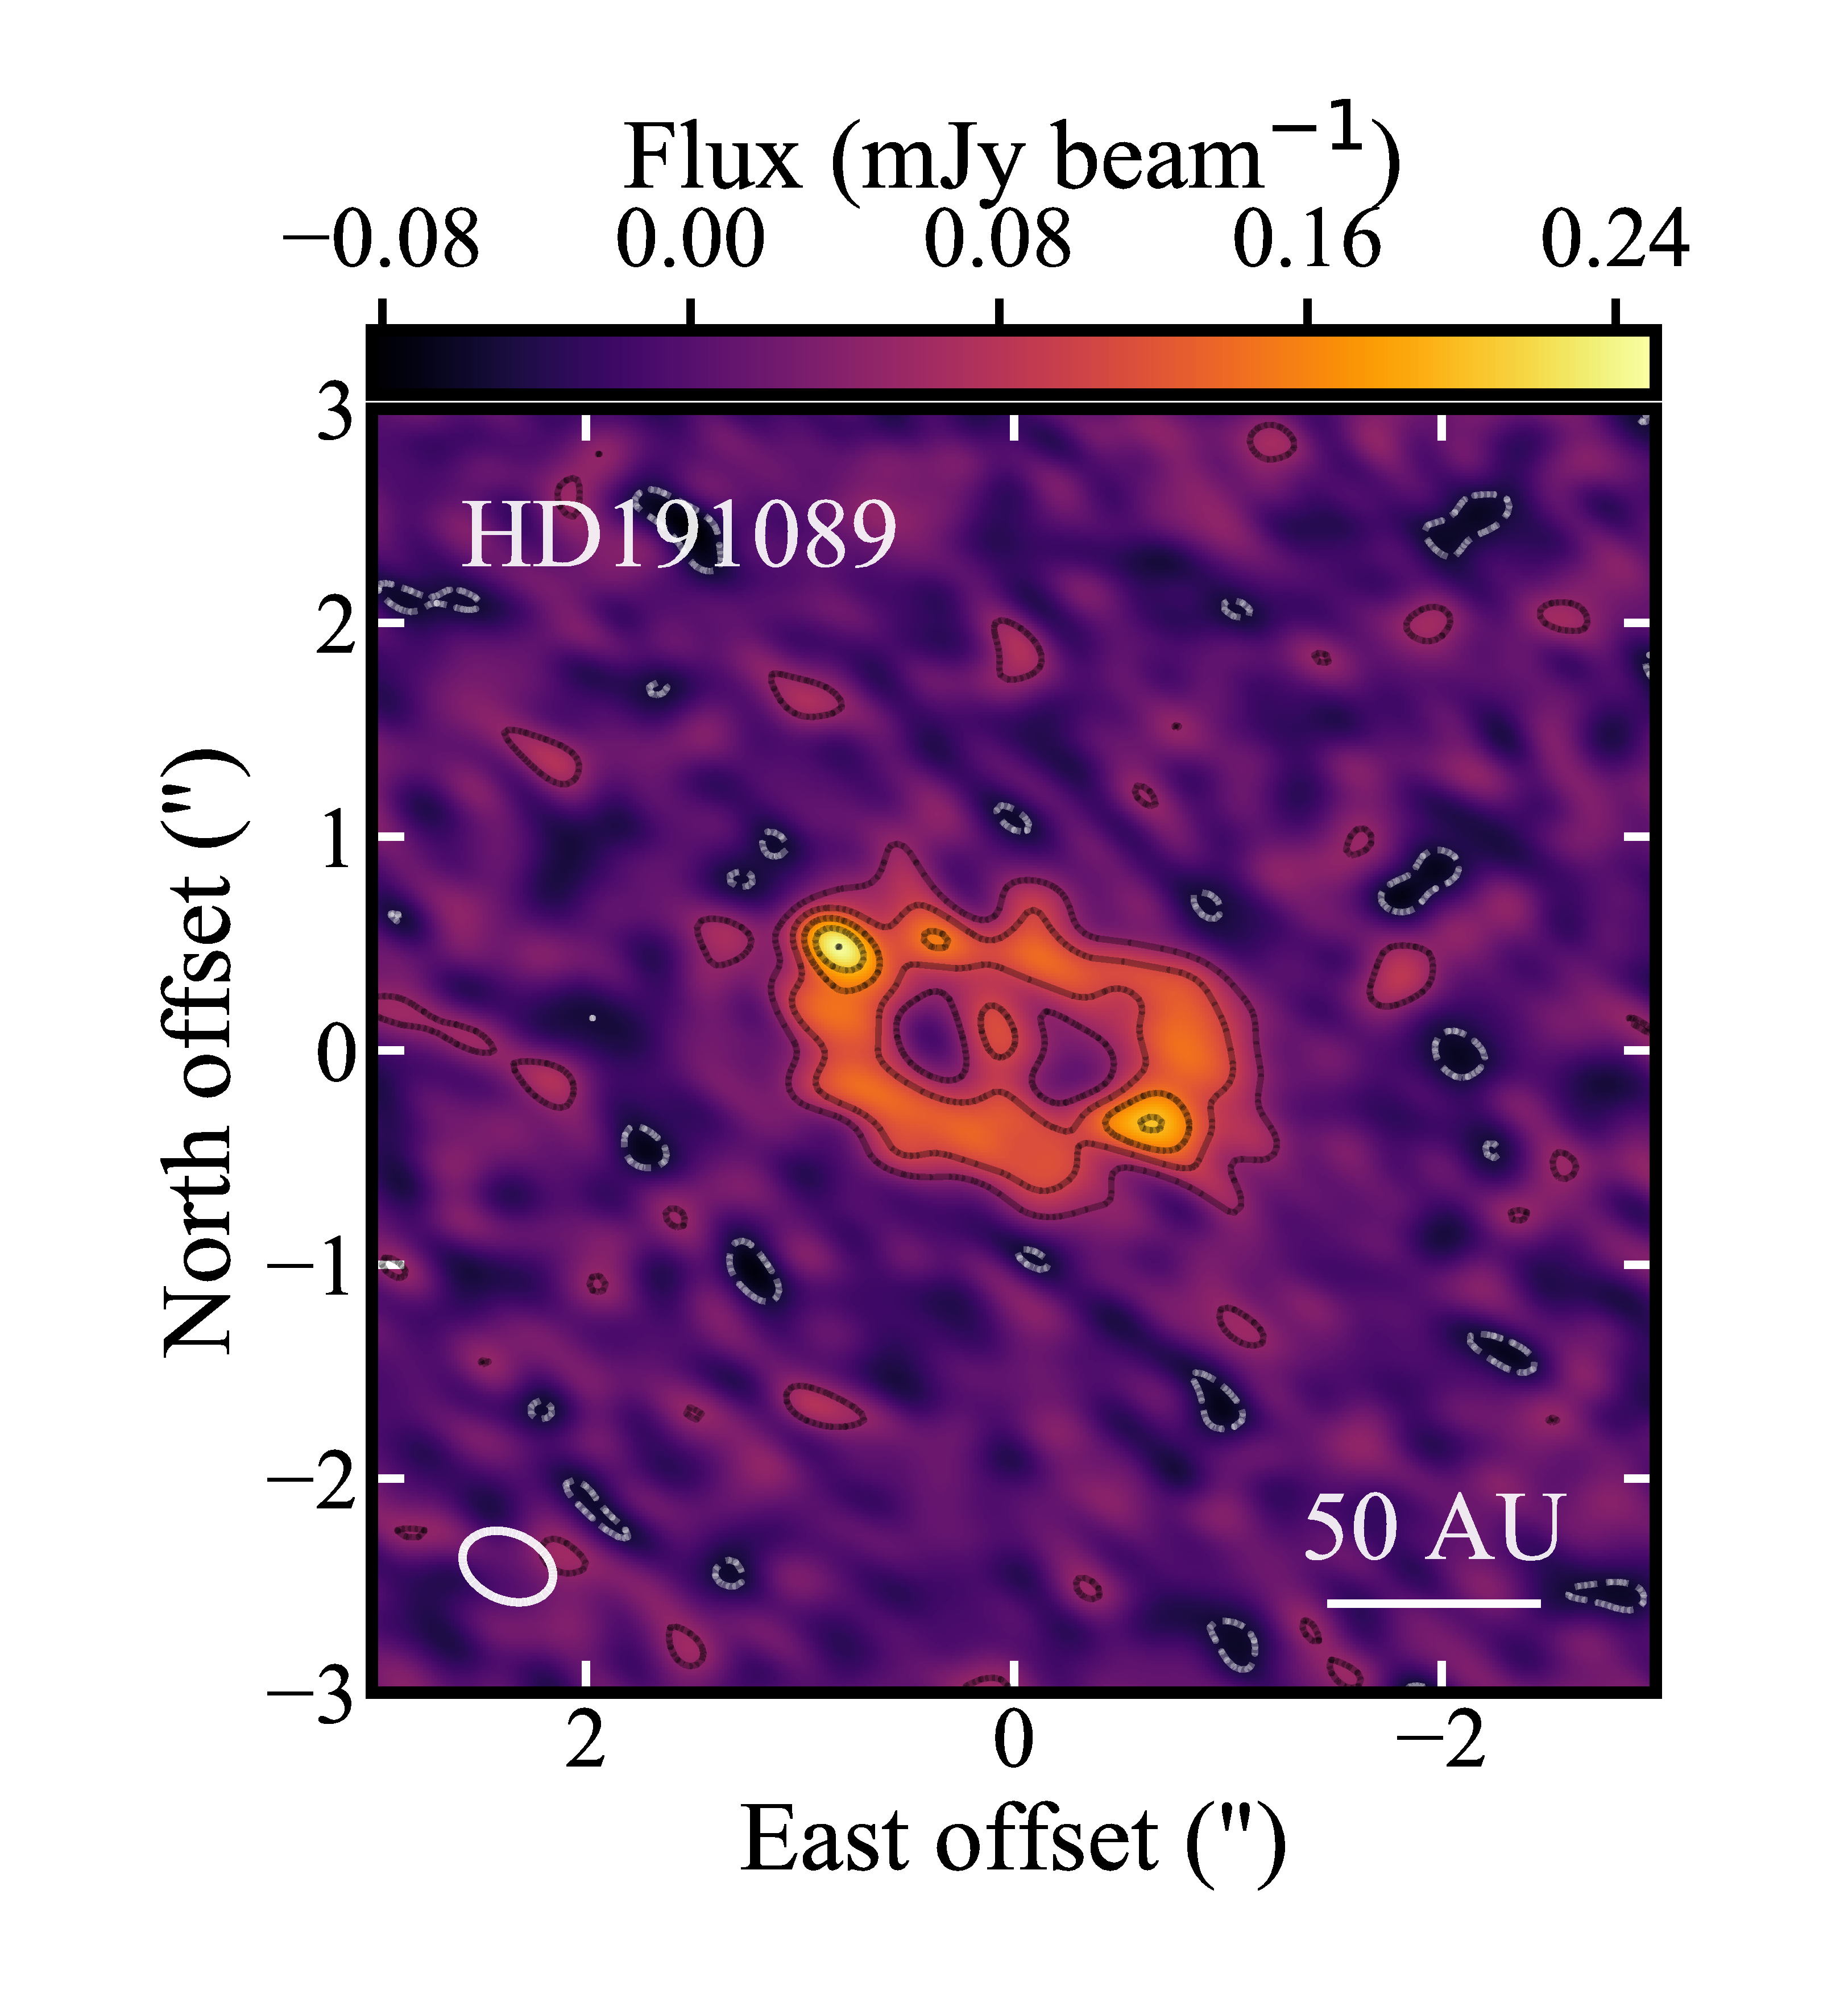 Flux (mJy beam⁻¹)
−0.08 0.00 0.08 0.16 0.24
HD191089
3
2
1
0
−1
−2
−3
North offset (")
50 AU
2 0 −2
East offset (")